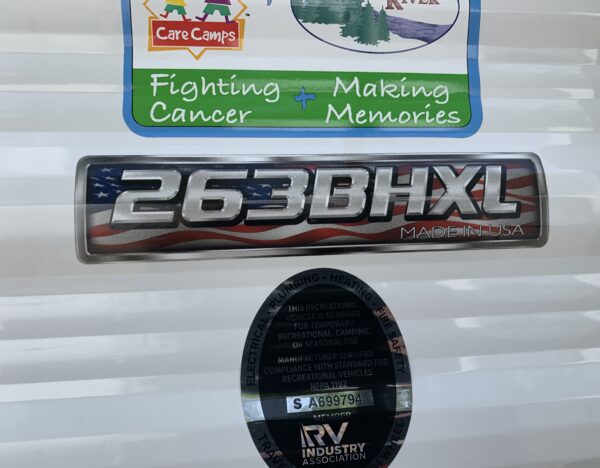 RIVER
Care Camps
Fighting Cancer + Making Memories
263BHXL
MADE IN USA
ELECTRICAL · PLUMBING · HEATING · FIRE SAFETY
THIS RECREATIONAL
VEHICLE IS DESIGNED
FOR TEMPORARY
RECREATIONAL, CAMPING,
OR SEASONAL USE
MANUFACTURER CERTIFIES
COMPLIANCE WITH STANDARD FOR
RECREATIONAL VEHICLES
NFPA 1192
S A699794
MEMBER
RV
INDUSTRY
ASSOCIATION